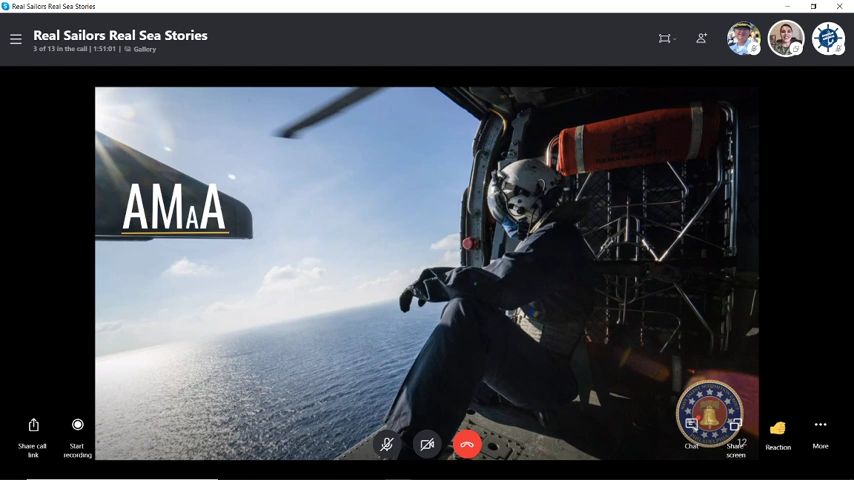 Real Sailors Real Sea Stories
Real Sailors Real Sea Stories
3 of 13 in the call | 1:51:01 | Gallery
AMAA
Share call
link
Start
recording
Chat
Share
screen
12
Reaction
More